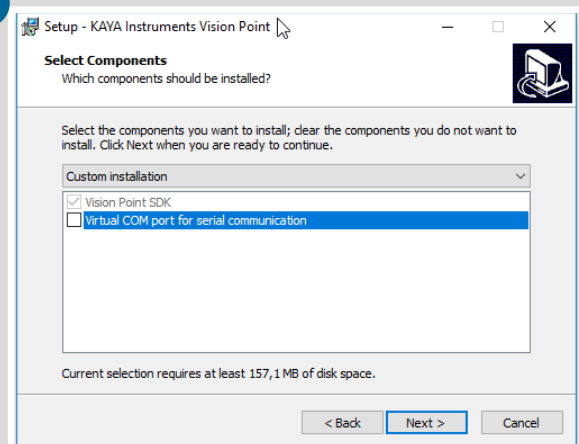 Setup - KAYA Instruments Vision Point
Select Components
Which components should be installed?
Select the components you want to install; clear the components you do not want to
install. Click Next when you are ready to continue.
Custom installation
Vision Point SDK
Virtual COM port for serial communication
Current selection requires at least 157,1 MB of disk space.
< Back Next > Cancel